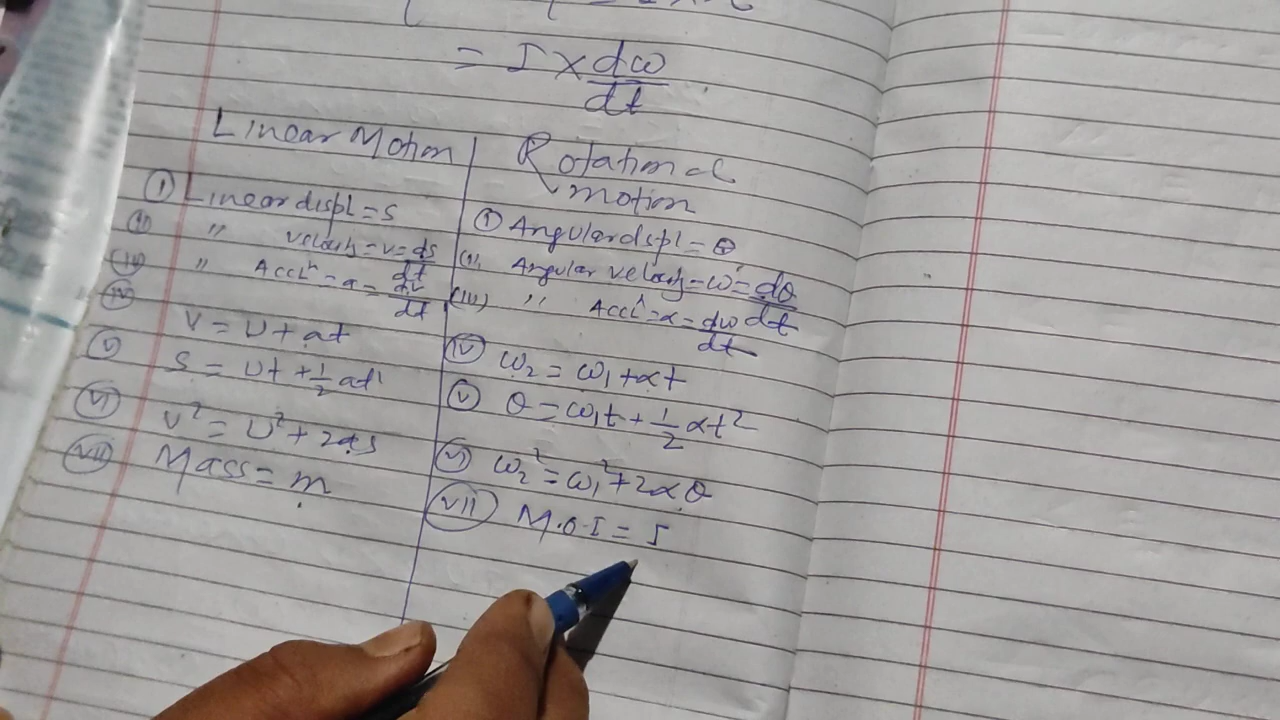 = I × dω/dt
Linear Motion
Rotational
motion
(i) Linear displ = s
(ii) " velocity = v = ds/dt
(iii) " Acclⁿ = a = dv/dt
(iv) v = u + at
(v) s = ut + 1/2 at²
(vi) v² = u² + 2as
(vii) Mass = m
(i) Angular displ = θ
(ii) Angular velocity = ω = dθ/dt
(iii) " Acclⁿ = α = dω/dt
(iv) ω₂ = ω₁ + αt
(v) θ = ω₁t + 1/2 αt²
(vi) ω₂² = ω₁² + 2αθ
(vii) M.O.I = I